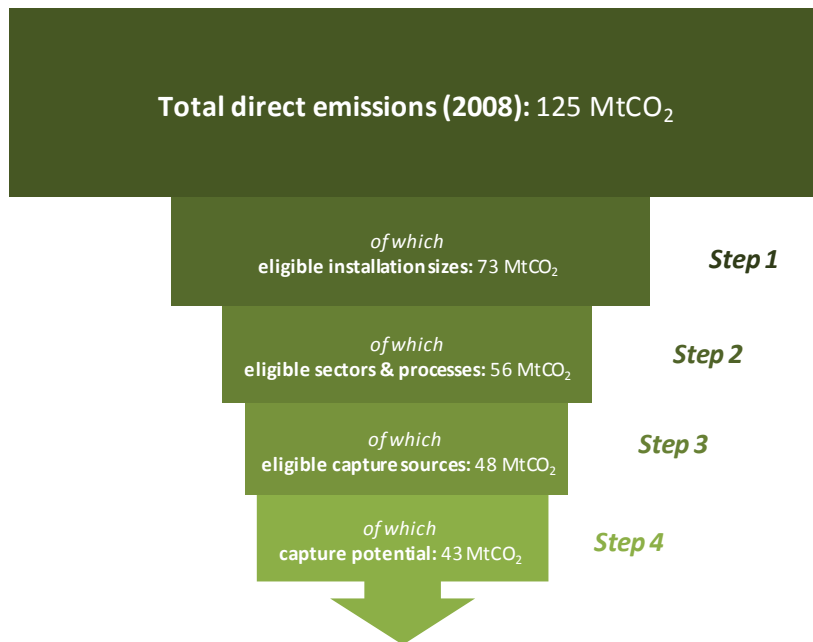 Total direct emissions (2008): 125 MtCO₂
of which
eligible installation sizes: 73 MtCO₂
Step 1
of which
eligible sectors & processes: 56 MtCO₂
Step 2
of which
eligible capture sources: 48 MtCO₂
Step 3
of which
capture potential: 43 MtCO₂
Step 4